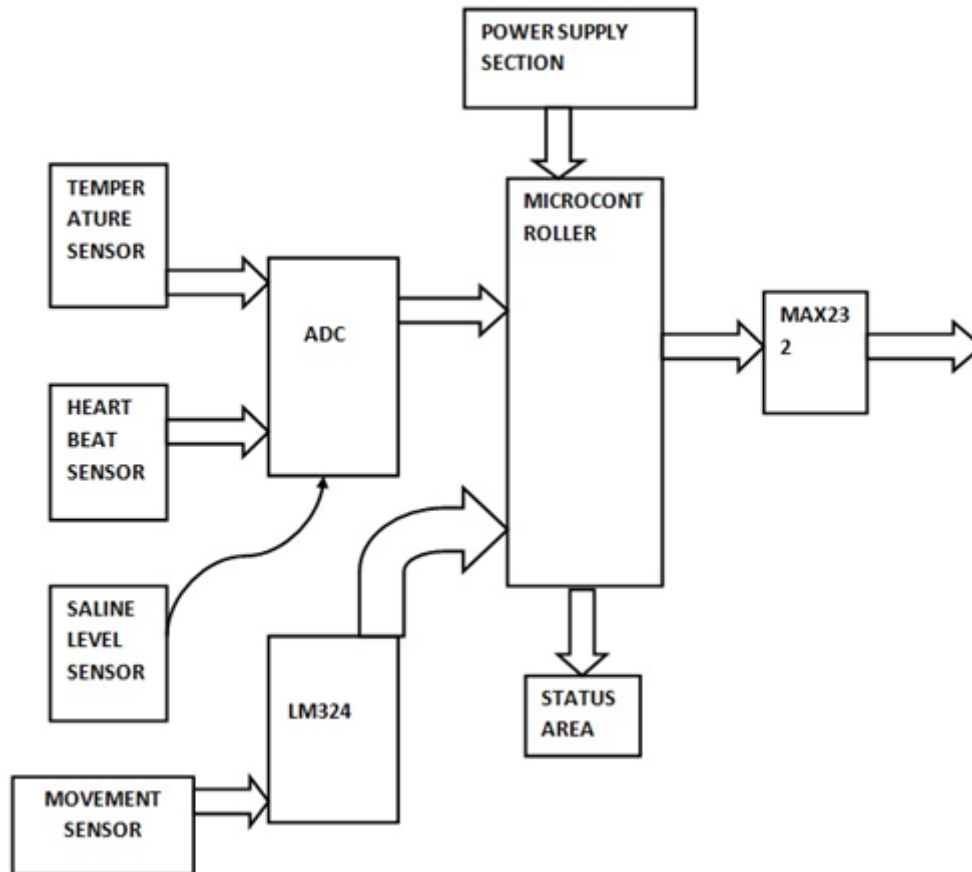 POWER SUPPLY
SECTION
TEMPER
ATURE
SENSOR
MICROCONT
ROLLER
ADC
MAX23
2
HEART
BEAT
SENSOR
SALINE
LEVEL
SENSOR
LM324
STATUS
AREA
MOVEMENT
SENSOR